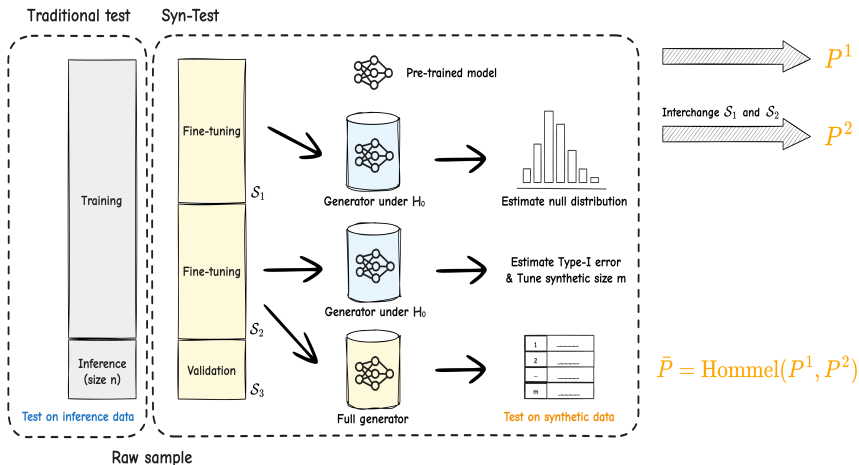 Traditional test
Syn-Test
Training
Inference
(size n)
Test on inference data
Fine-tuning
S₁
Fine-tuning
S₂
Validation
S₃
Pre-trained model
Generator under H₀
Estimate null distribution
Generator under H₀
Estimate Type-I error
& Tune synthetic size m
Full generator
1
2
...
m
Test on synthetic data
P¹
Interchange S₁ and S₂
P²
P̄ = Hommel(P¹, P²)
Raw sample